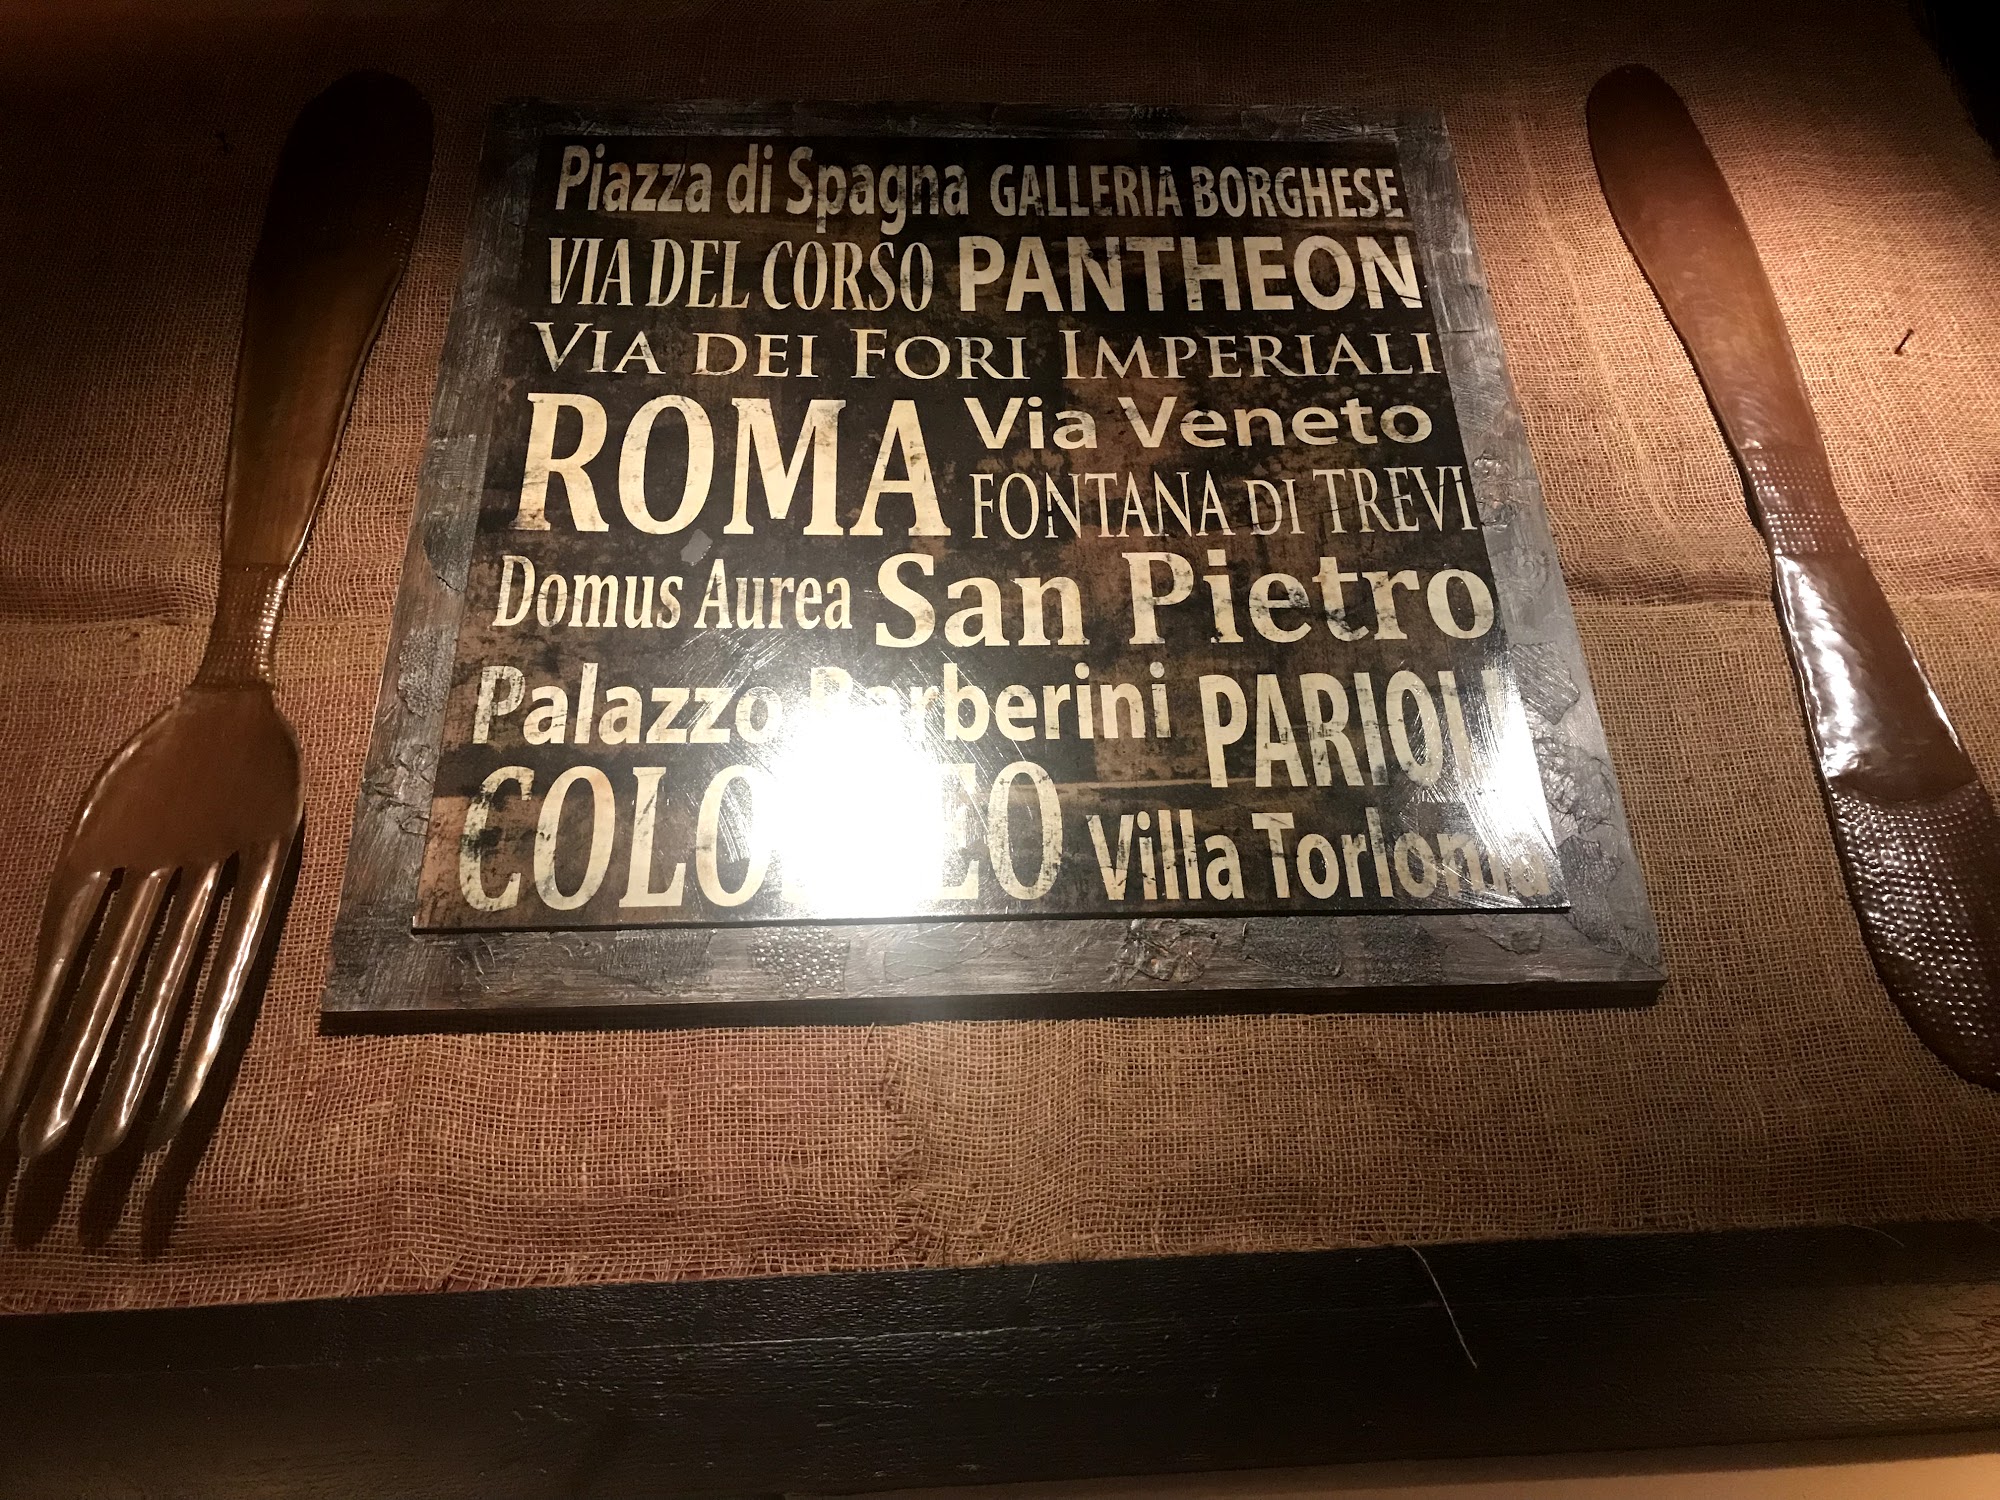 Piazza di Spagna GALLERIA BORGHESE
VIA DEL CORSO PANTHEON
VIA DEI FORI IMPERIALI
ROMA Via Veneto
FONTANA DI TREVI
Domus Aurea San Pietro
Palazzo Barberini PARIOLI
COLOSSEO Villa Torlonia